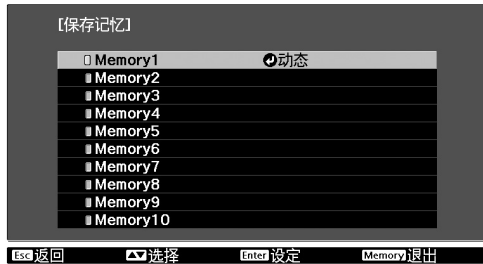 [保存记忆]
Memory1 动态
Memory2
Memory3
Memory4
Memory5
Memory6
Memory7
Memory8
Memory9
Memory10
Esc 返回 选择 Enter 设定 Memory 退出